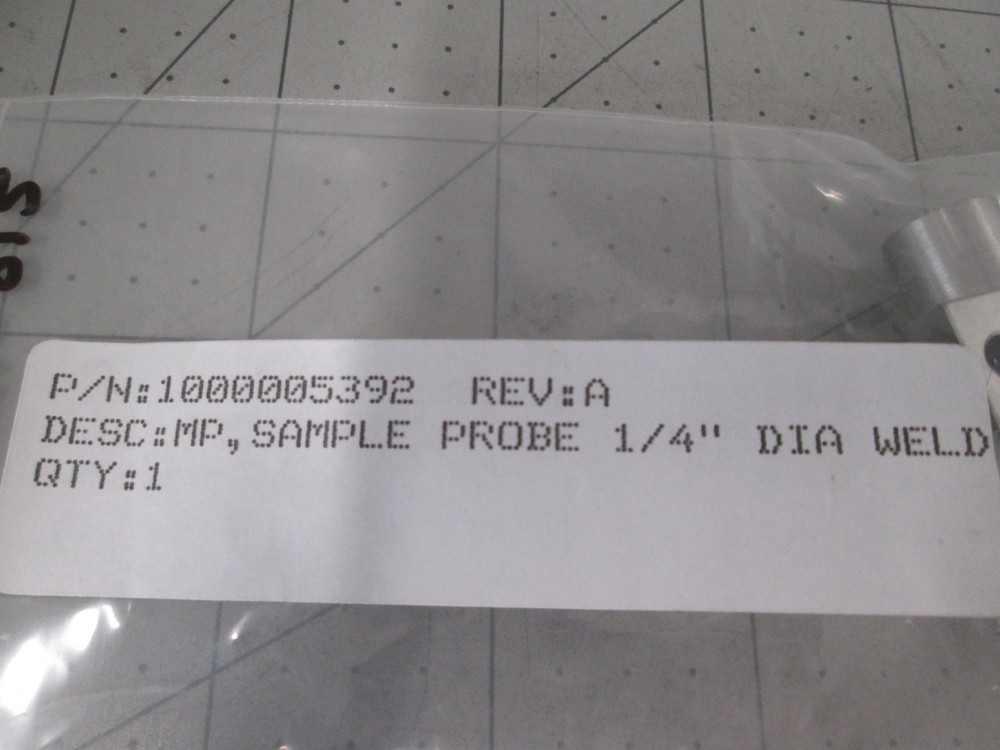 P/N:1000005392 REV:A
DESC:MP,SAMPLE PROBE 1/4" DIA WELD
QTY:1